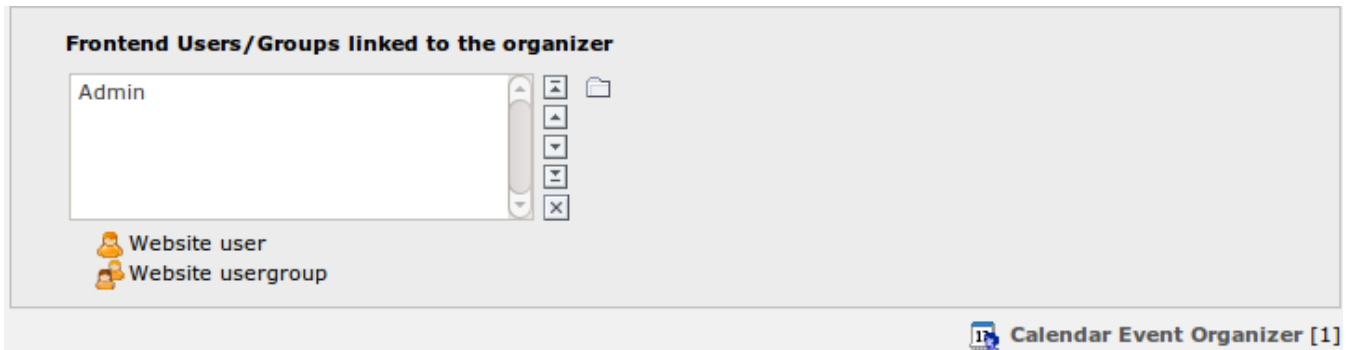 Frontend Users/Groups linked to the organizer
Admin
Website user
Website usergroup
Calendar Event Organizer [1]